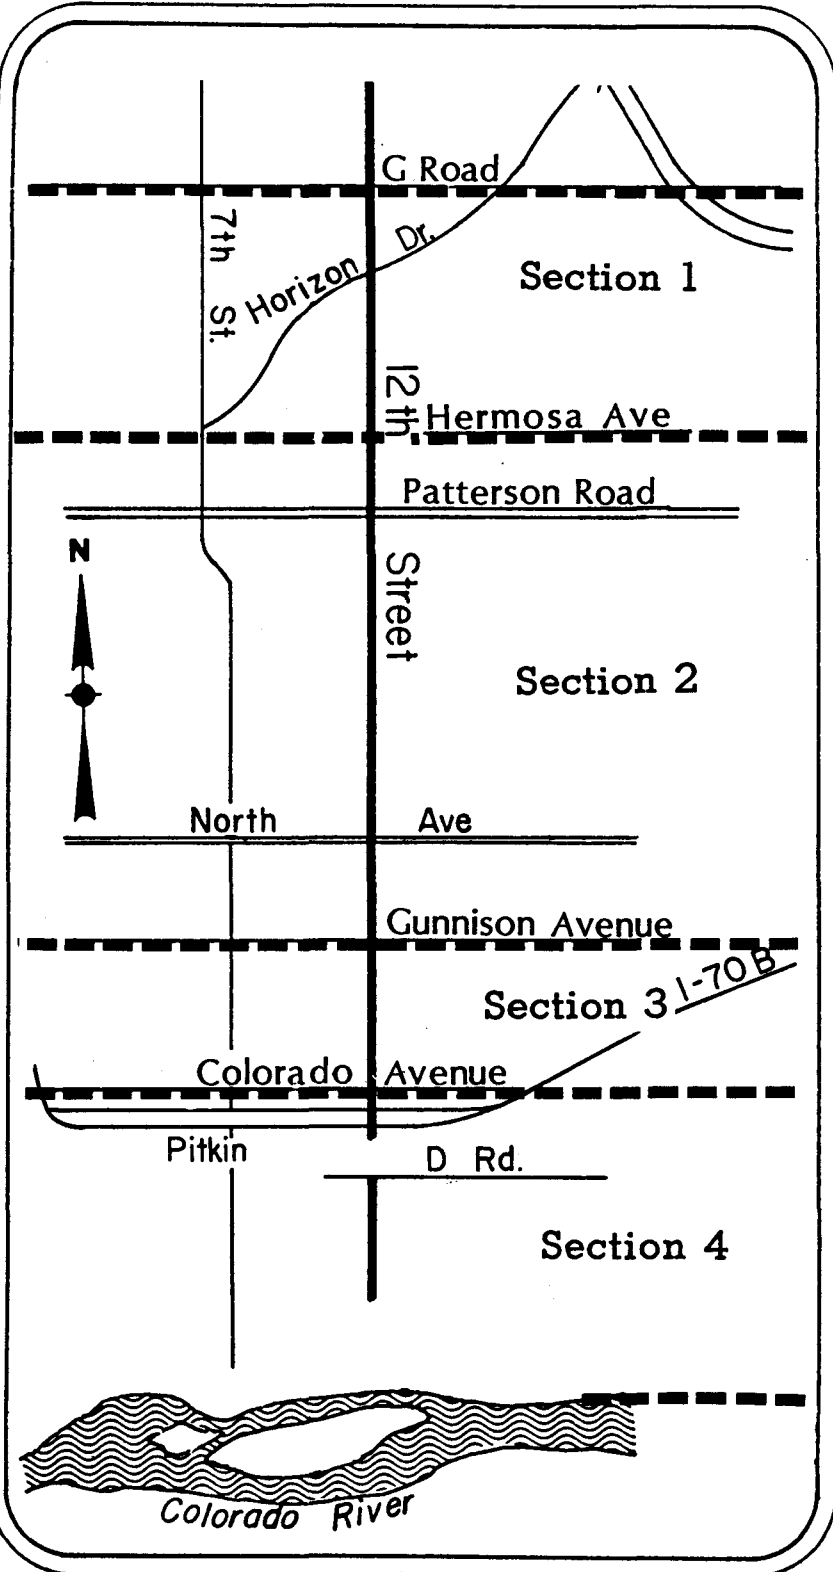 G Road
7th St.
Horizon Dr.
Section 1
12th Street
Hermosa Ave
Patterson Road
N
Section 2
North Ave
Gunnison Avenue
I-70 B
Section 3
Colorado Avenue
Pitkin
D Rd.
Section 4
Colorado River